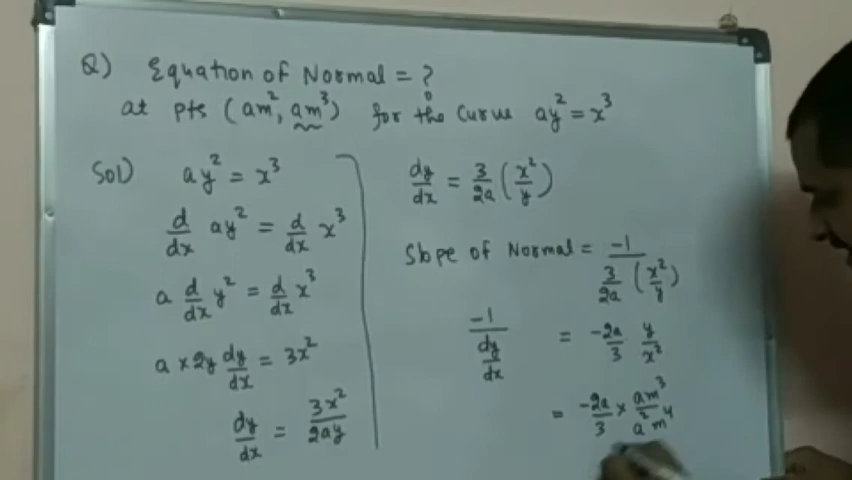 Q) Equation of Normal = ?
at pts (am², am³) for the Curve ay² = x³
Sol) ay² = x³
d/dx ay² = d/dx x³
a d/dx y² = d/dx x³
a × 2y dy/dx = 3x²
dy/dx = 3x²/2ay
dy/dx = 3/2a (x²/y)
Slope of Normal = -1/(3/2a (x²/y))
-1/(dy/dx) = -2a/3 y/x²
= -2a/3 × am³/a²m⁴